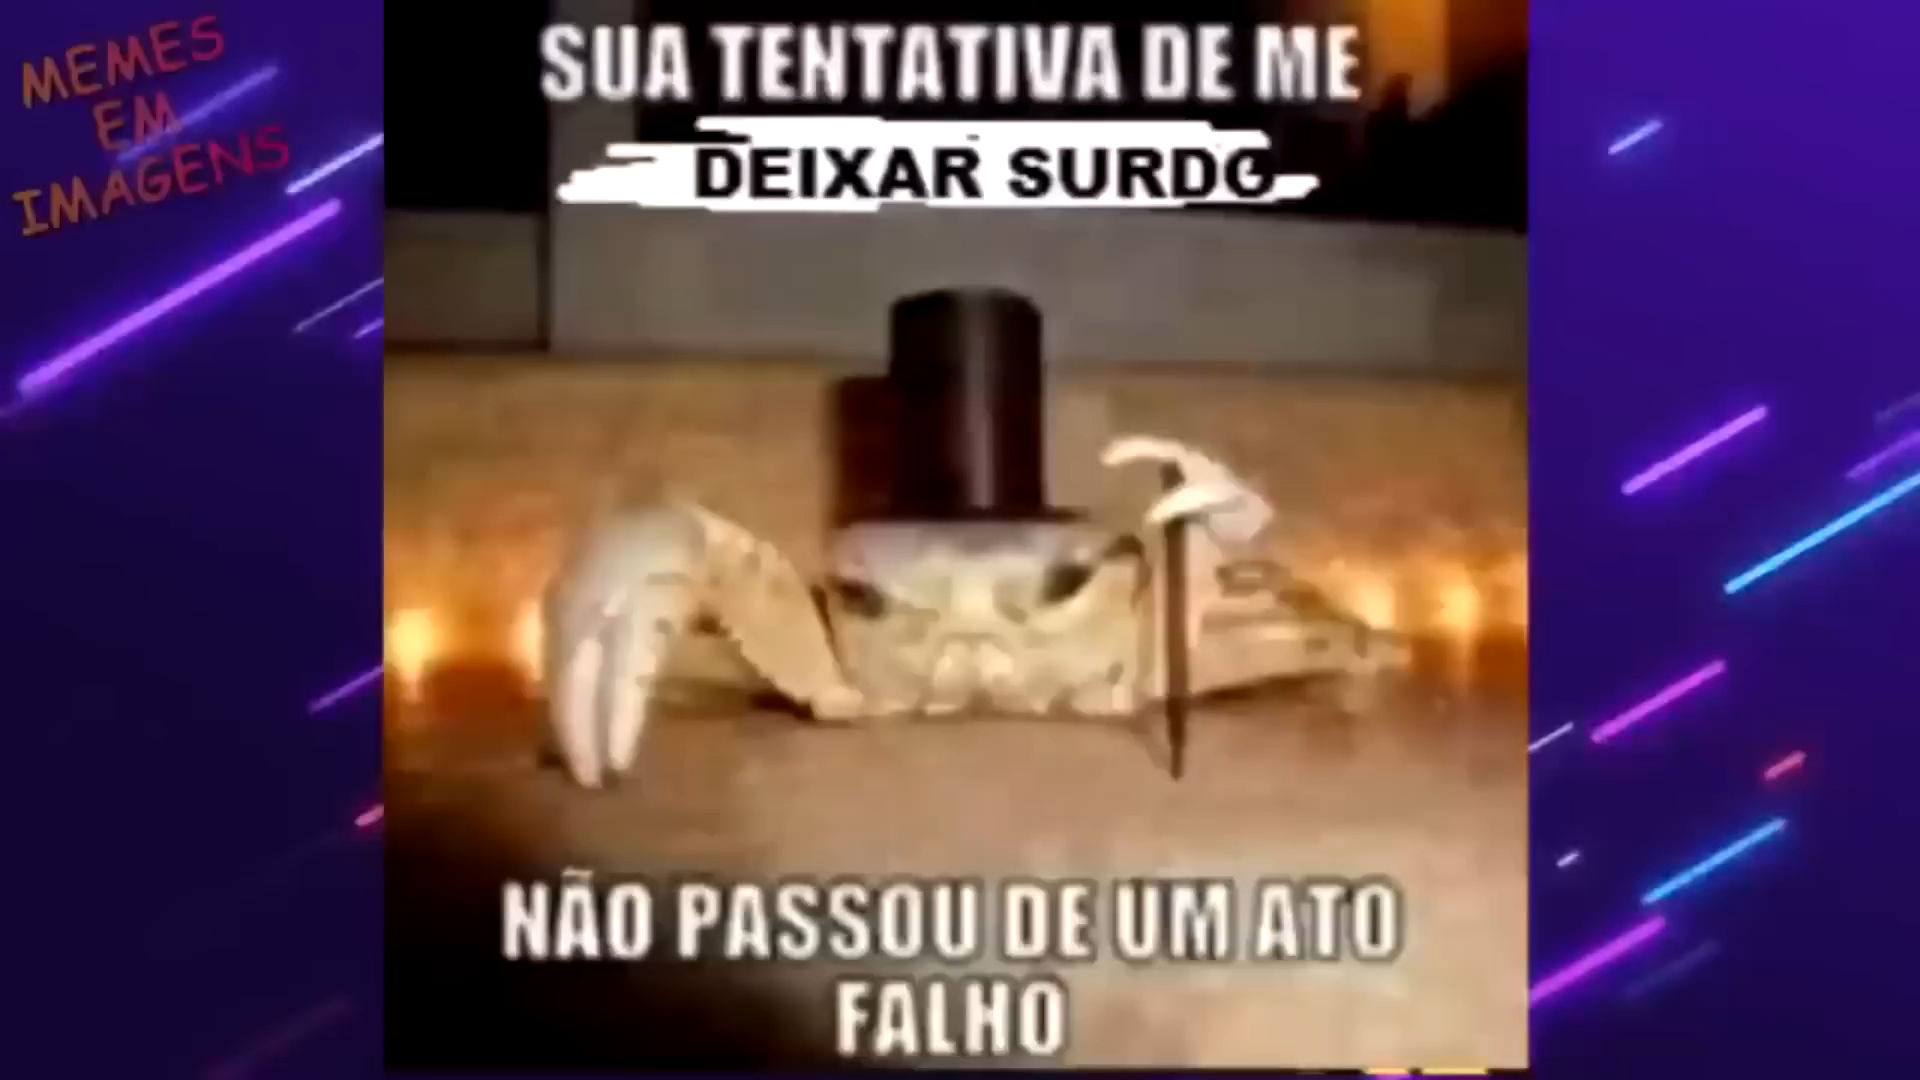 MEMES
EM
IMAGENS
SUA TENTATIVA DE ME
DEIXAR SURDO
NÃO PASSOU DE UM ATO
FALHO